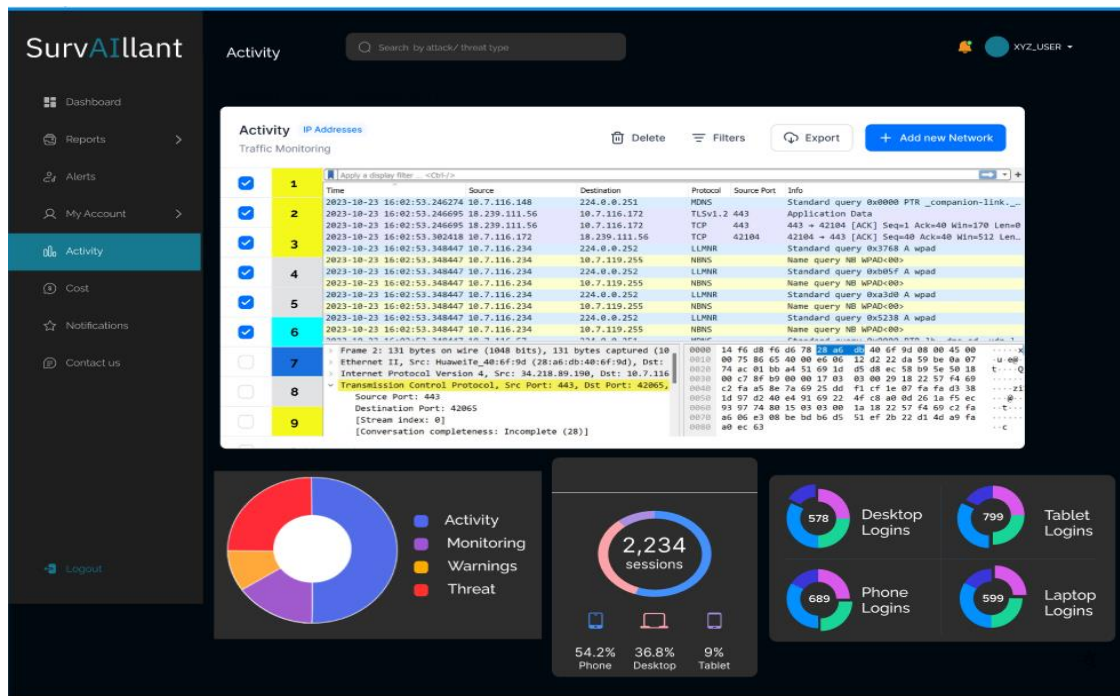 SurvAIllant
Activity
Search by attack/ threat type
XYZ_USER
Dashboard
Reports
Alerts
My Account
Activity
Cost
Notifications
Contact us
Logout
Activity IP Addresses
Traffic Monitoring
Delete
Filters
Export
+ Add new Network
1
2
3
4
5
6
7
8
9
Apply a display filter ... <Ctrl-/>
Time Source Destination Protocol Source Port Info
2023-10-23 16:02:53.246274 10.7.116.148 224.0.0.251 MDNS Standard query 0x0000 PTR _companion-link._…
2023-10-23 16:02:53.246695 18.239.111.56 10.7.116.172 TLSv1.2 443 Application Data
2023-10-23 16:02:53.246695 18.239.111.56 10.7.116.172 TCP 443 443 → 42104 [ACK] Seq=1 Ack=40 Win=170 Len=0
2023-10-23 16:02:53.302418 10.7.116.172 18.239.111.56 TCP 42104 42104 → 443 [ACK] Seq=40 Ack=40 Win=512 Len…
2023-10-23 16:02:53.348447 10.7.116.234 224.0.0.252 LLMNR Standard query 0x3768 A wpad
2023-10-23 16:02:53.348447 10.7.116.234 10.7.119.255 NBNS Name query NB WPAD<00>
2023-10-23 16:02:53.348447 10.7.116.234 224.0.0.252 LLMNR Standard query 0xb05f A wpad
2023-10-23 16:02:53.348447 10.7.116.234 10.7.119.255 NBNS Name query NB WPAD<00>
2023-10-23 16:02:53.348447 10.7.116.234 224.0.0.252 LLMNR Standard query 0xa3d0 A wpad
2023-10-23 16:02:53.348447 10.7.116.234 10.7.119.255 NBNS Name query NB WPAD<00>
2023-10-23 16:02:53.348447 10.7.116.234 224.0.0.252 LLMNR Standard query 0x5238 A wpad
2023-10-23 16:02:53.348447 10.7.116.234 10.7.119.255 NBNS Name query NB WPAD<00>
Frame 2: 131 bytes on wire (1048 bits), 131 bytes captured (10
Ethernet II, Src: HuaweiTe_40:6f:9d (28:a6:db:40:6f:9d), Dst:
Internet Protocol Version 4, Src: 34.218.89.190, Dst: 10.7.116
Transmission Control Protocol, Src Port: 443, Dst Port: 42065,
Source Port: 443
Destination Port: 42065
[Stream index: 0]
[Conversation completeness: Incomplete (28)]
0000 14 f6 d8 f6 d6 78 28 a6 db 40 6f 9d 08 00 45 00
0010 00 75 86 65 40 00 e6 06 12 d2 22 da 59 be 0a 07
0020 74 ac 01 bb a4 51 69 1d d5 d8 ec 58 b9 5e 50 18
0030 00 c7 8f b9 00 00 17 03 03 00 29 18 22 57 f4 69
0040 c2 fa a5 8e 7a 69 25 dd f1 cf 1e 07 fa fa d3 38
0050 1d 97 d2 40 e4 91 69 22 4f c8 a0 0d 26 1a f5 ec
0060 93 97 74 80 15 03 03 00 1a 18 22 57 f4 69 c2 fa
0070 a6 06 e3 08 be bd b6 d5 51 ef 2b 22 d1 4d a9 fa
0080 a0 ec 63
Activity
Monitoring
Warnings
Threat
2,234
sessions
54.2% 36.8% 9%
Phone Desktop Tablet
578
Desktop
Logins
799
Tablet
Logins
689
Phone
Logins
599
Laptop
Logins